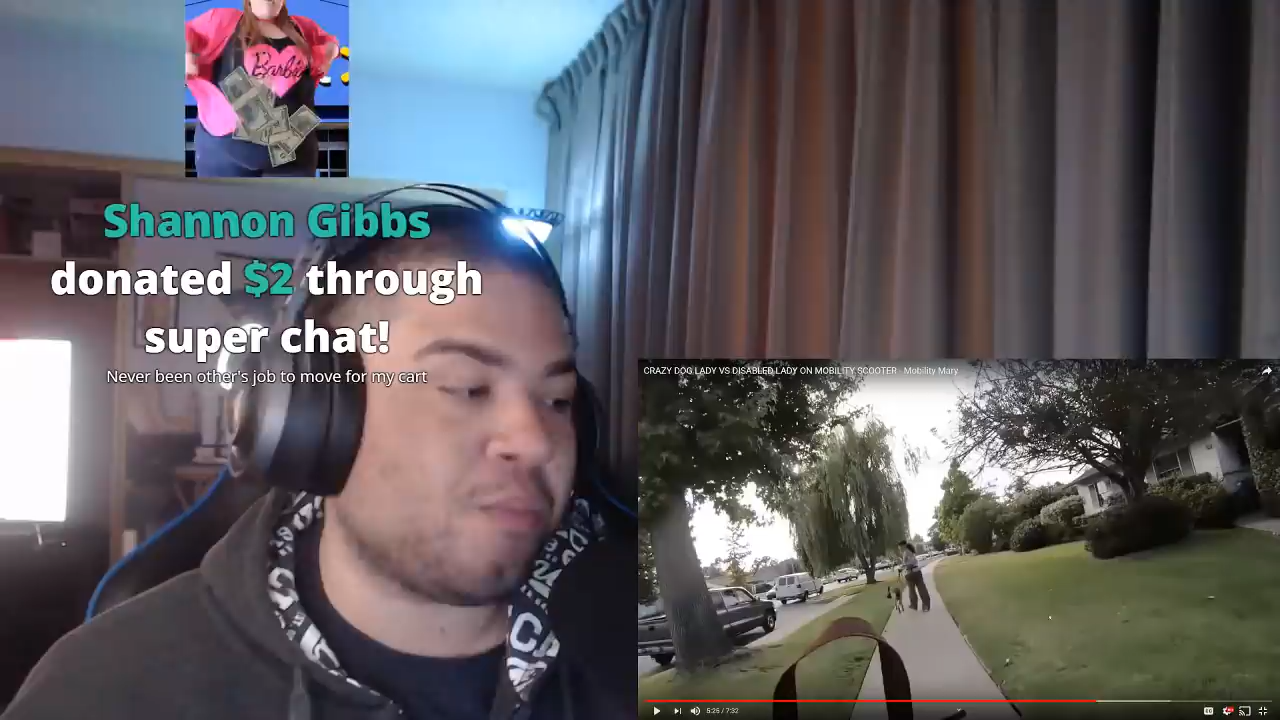 Barbie
Shannon Gibbs
donated $2 through
super chat!
Never been other's job to move for my cart
CRAZY DOG LADY VS DISABLED LADY ON MOBILITY SCOOTER - Mobility Mary
5:25 / 7:32